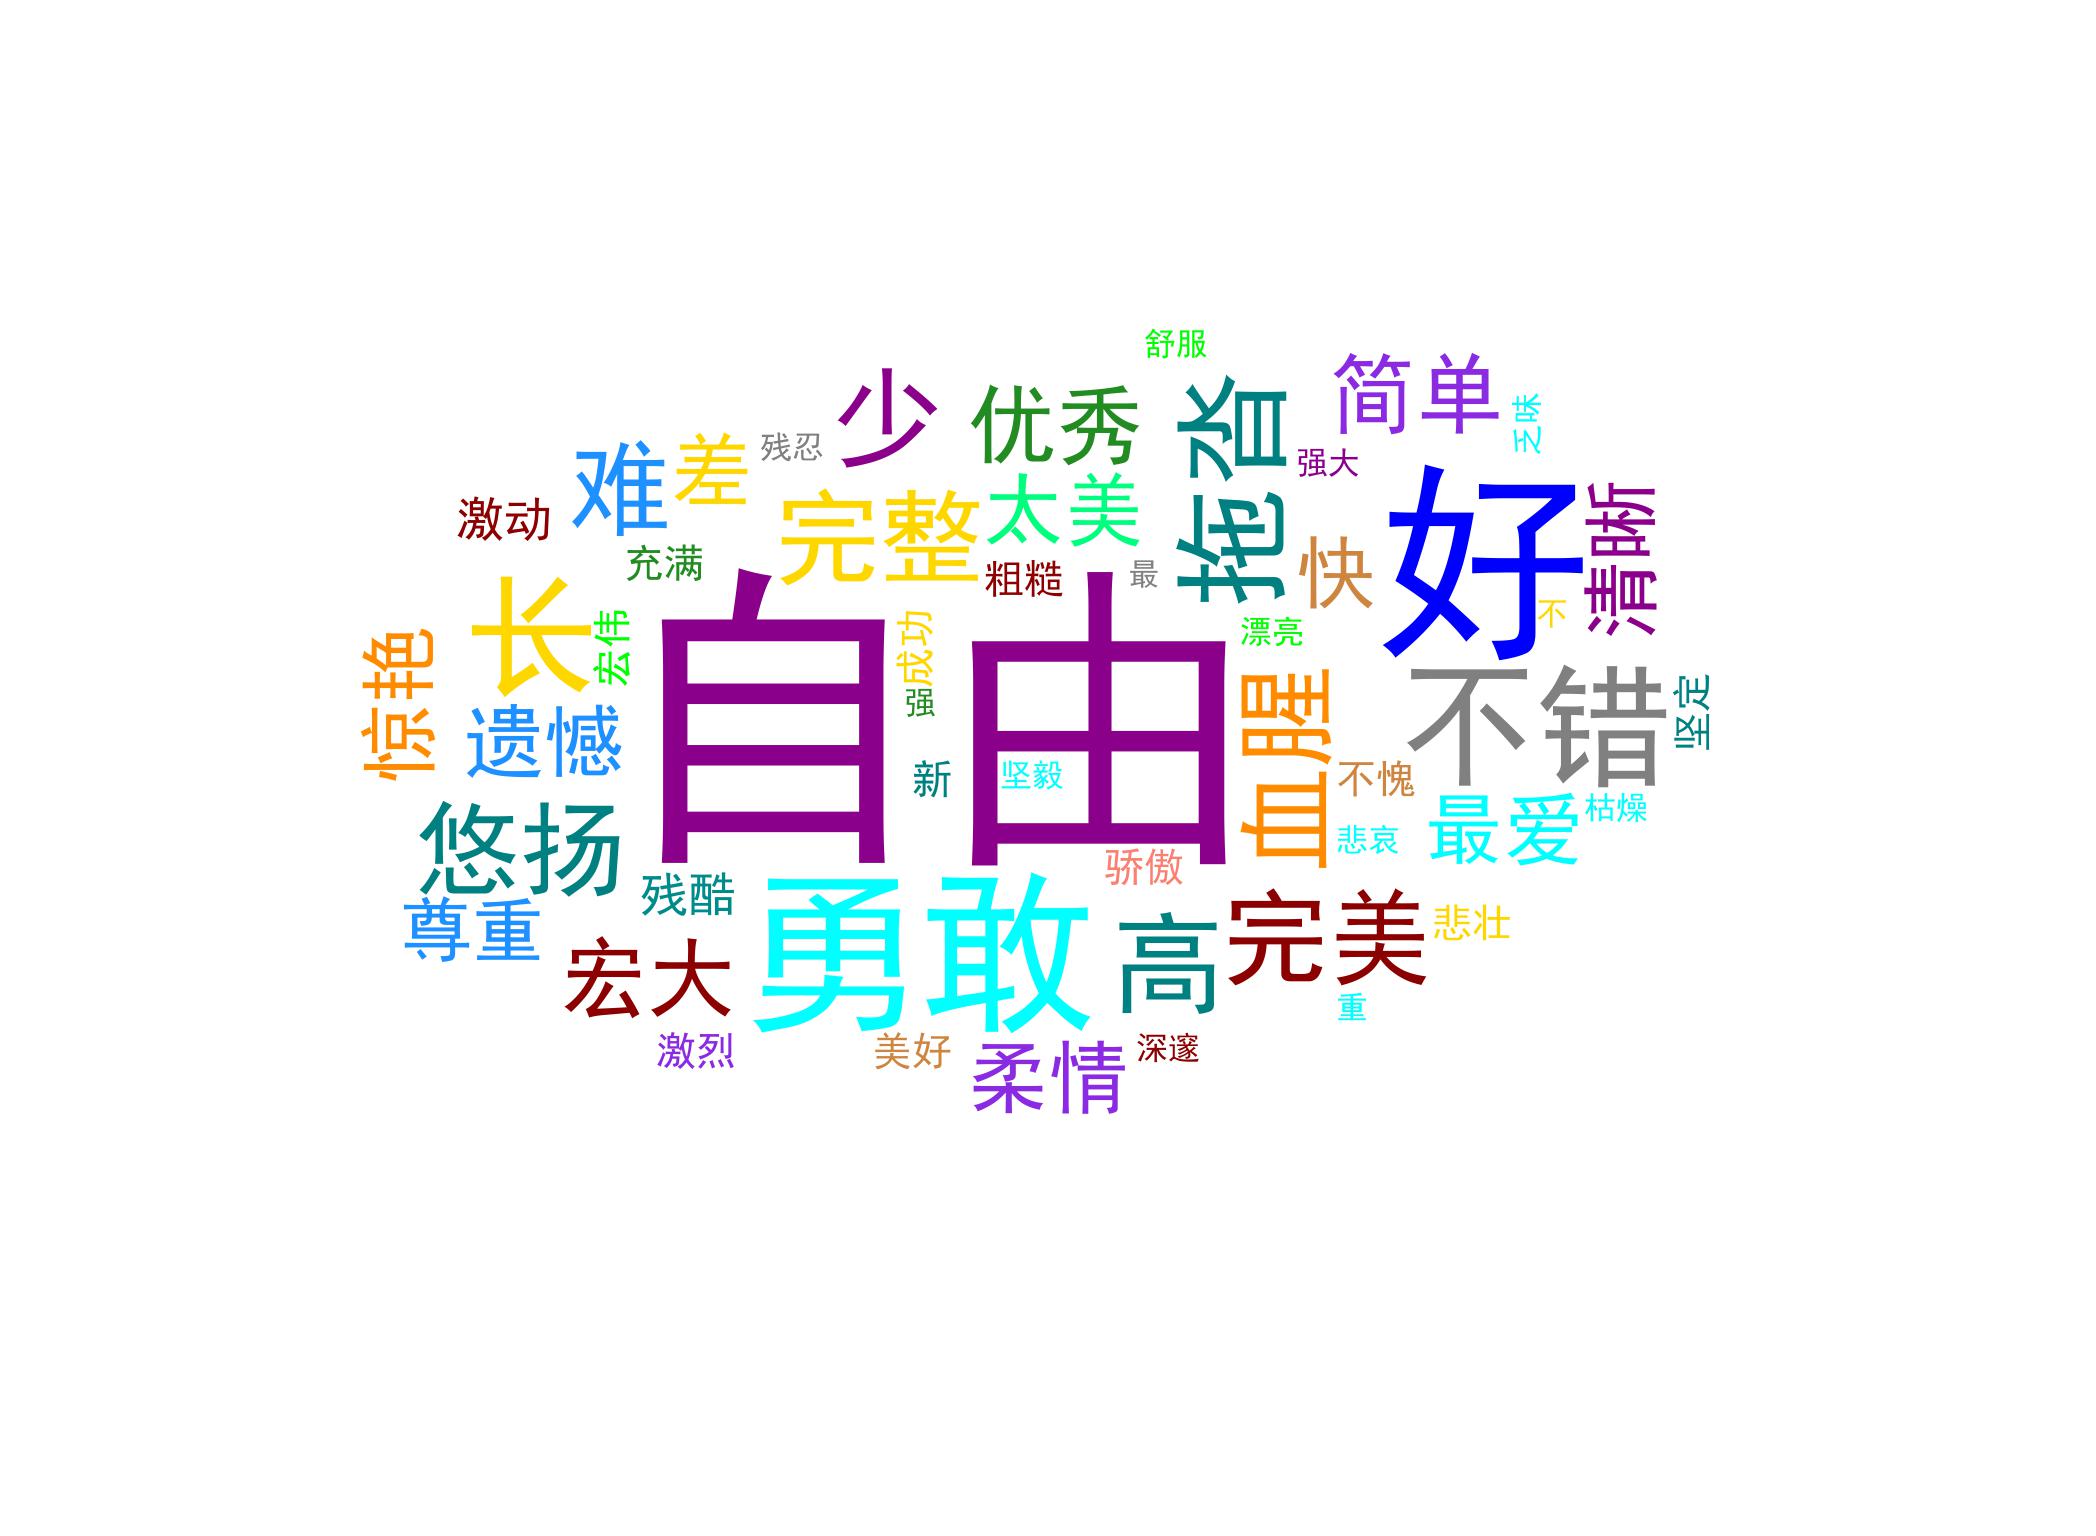 舒服
少
优秀
拖沓
简单
乏味
难
差
残忍
强大
激动
完整
太美
好
清晰
充满
粗糙
最
快
不
长
宏伟
自由
成功
漂亮
惊艳
遗憾
强
血腥
不错
坚定
新
坚毅
不愧
悠扬
悲哀
最爱
枯燥
尊重
残酷
勇敢
骄傲
高
完美
悲壮
宏大
重
激烈
美好
柔情
深邃